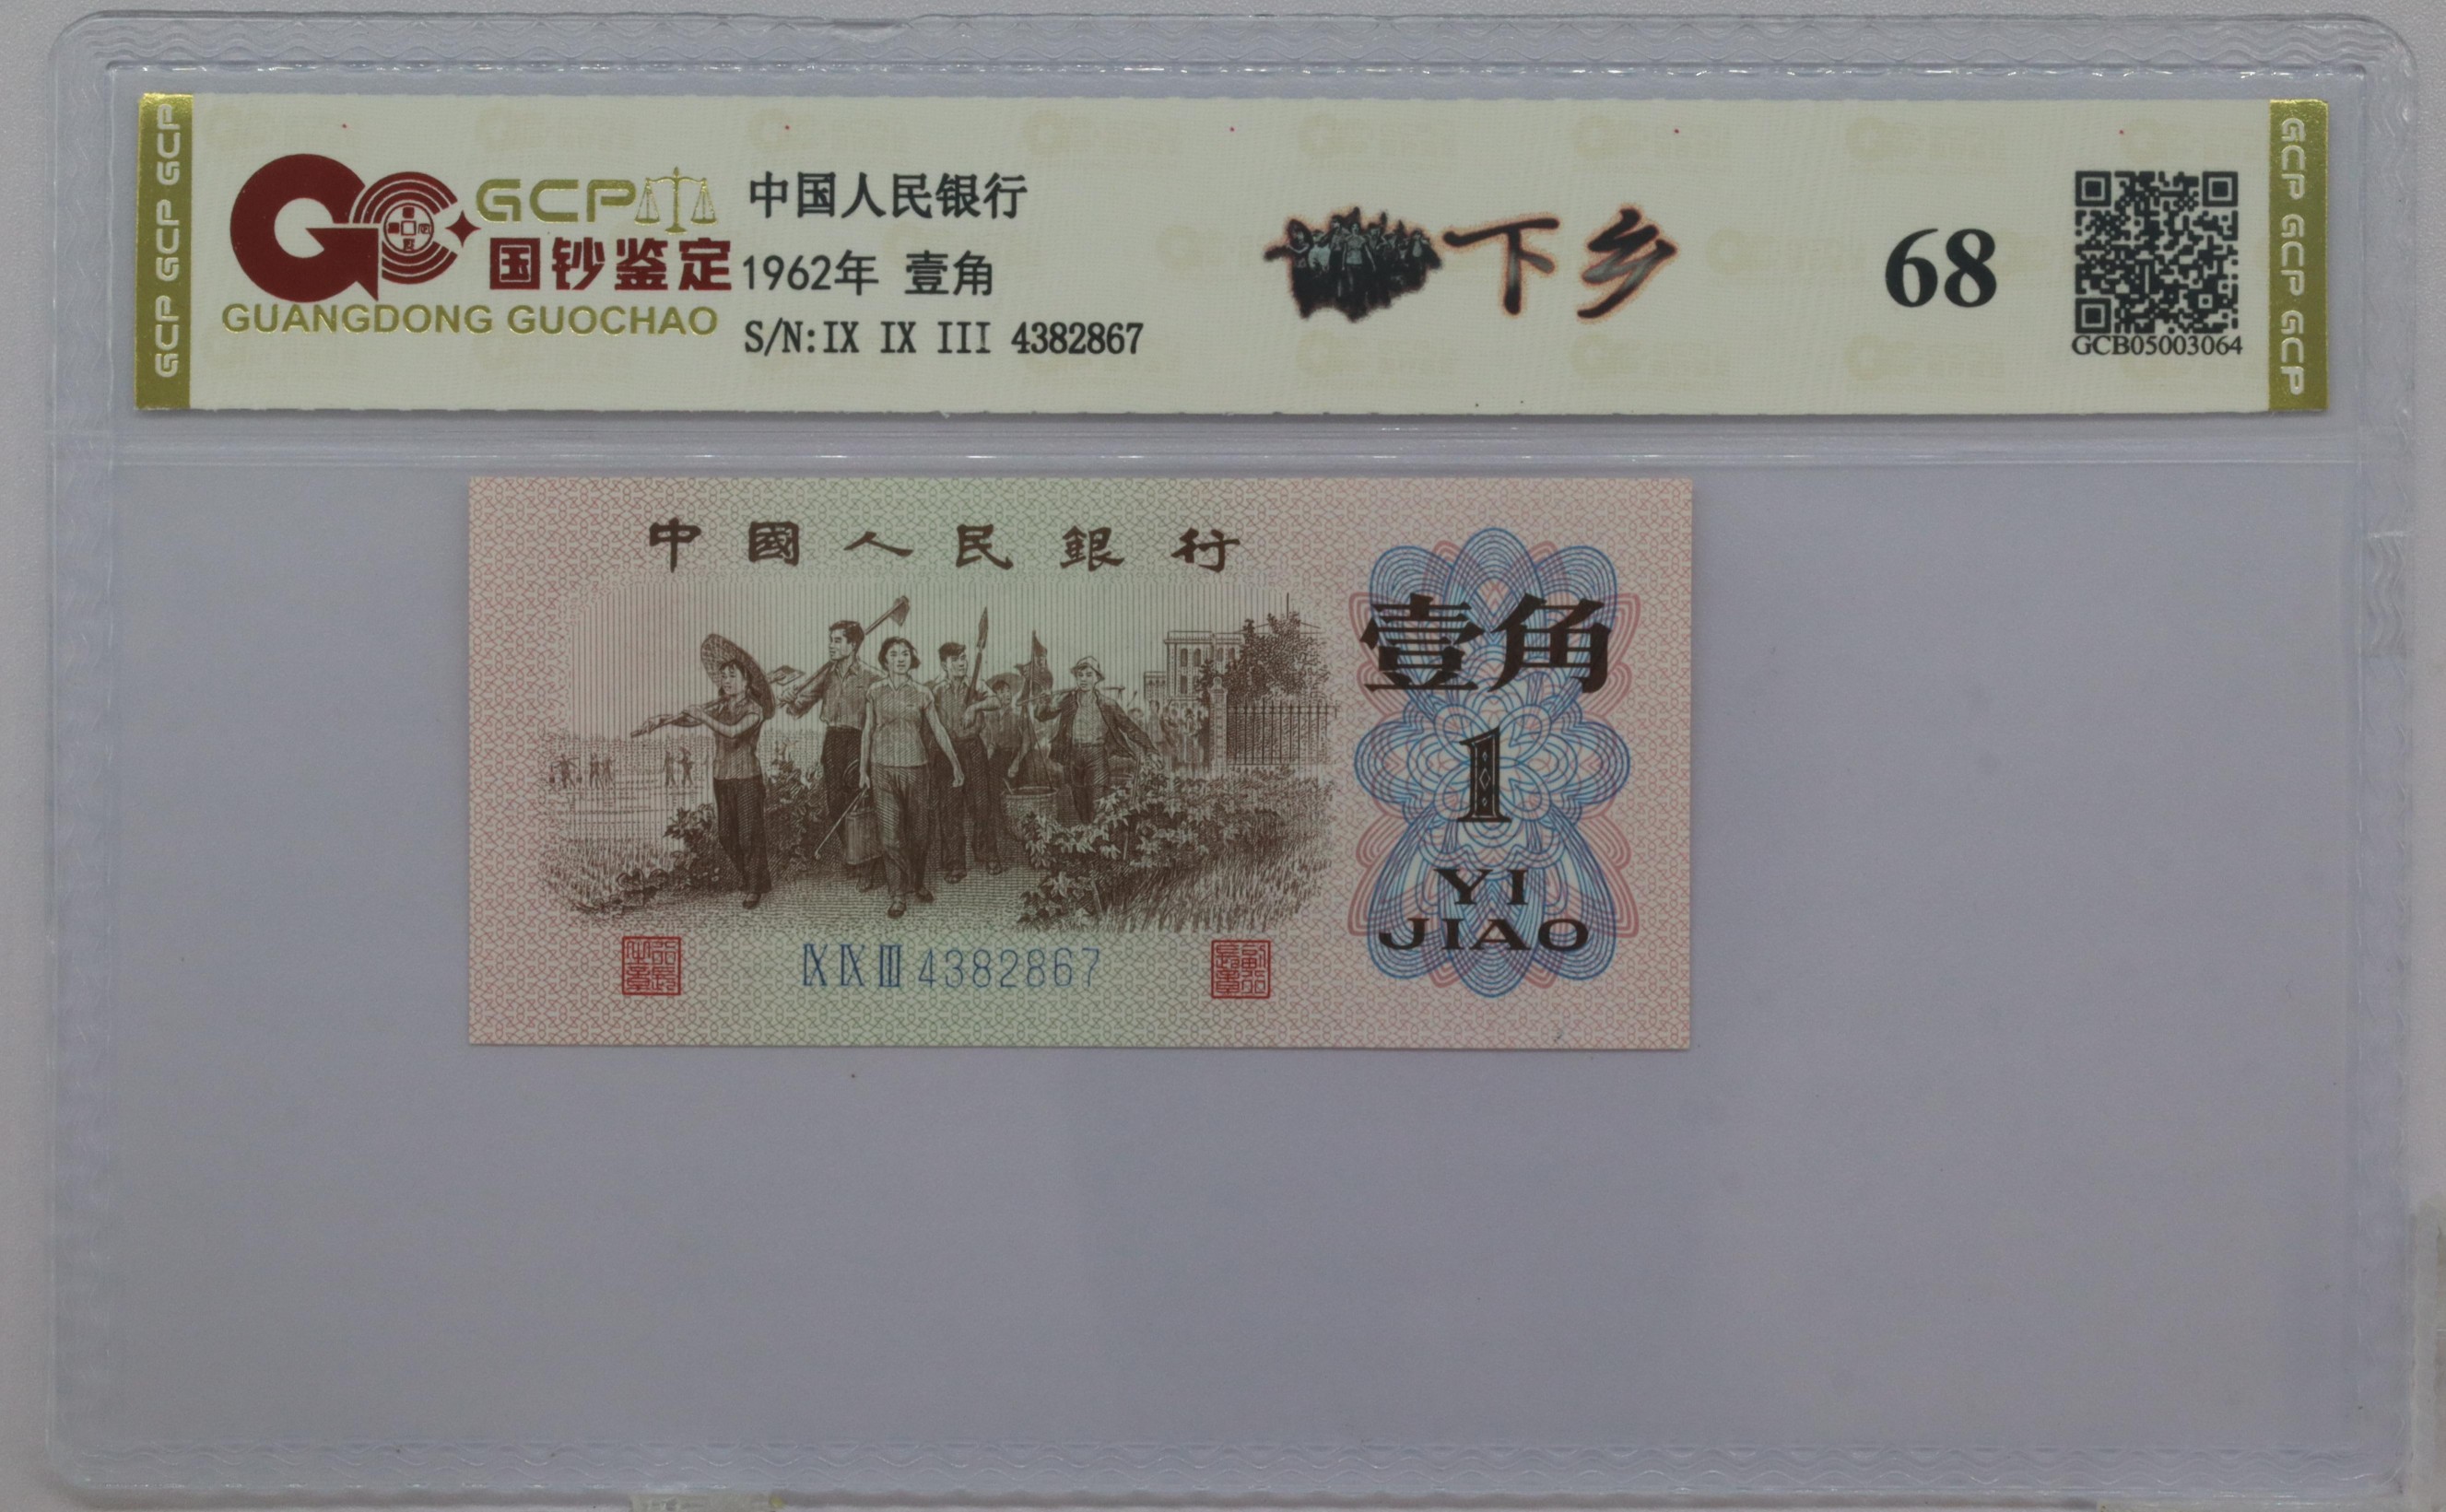 GCP GCP GCP
GCP
国钞鉴定
GUANGDONG GUOCHAO
中国人民银行
1962年 壹角
S/N:IX IX III 4382867
下乡
68
GCB05003064
GCP GCP GCP
中國人民銀行
壹角
1
YI
JIAO
IX IX III 4382867